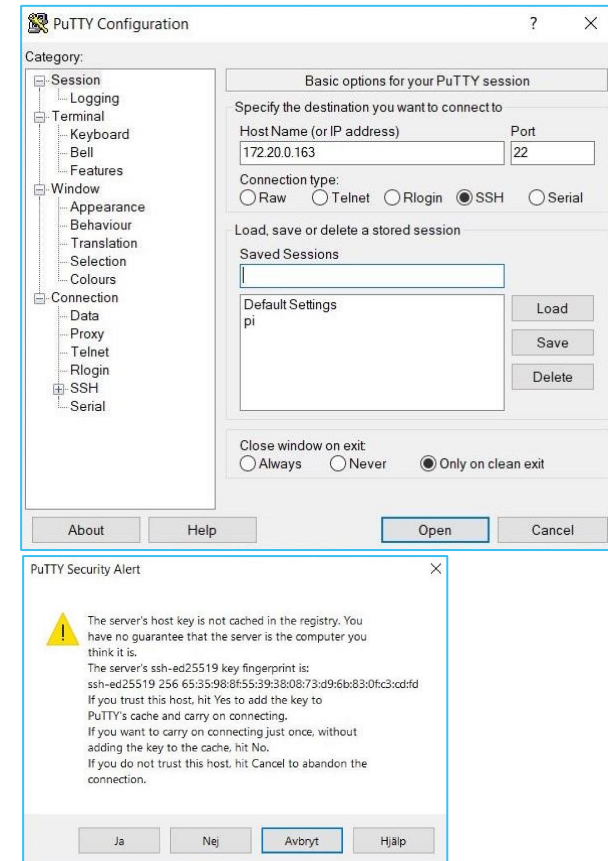 PuTTY Configuration
?
Category:
Session
Logging
Terminal
Keyboard
Bell
Features
Window
Appearance
Behaviour
Translation
Selection
Colours
Connection
Data
Proxy
Telnet
Rlogin
SSH
Serial
Basic options for your PuTTY session
Specify the destination you want to connect to
Host Name (or IP address) Port
172.20.0.163 22
Connection type:
Raw Telnet Rlogin SSH Serial
Load, save or delete a stored session
Saved Sessions
Default Settings
pi
Load
Save
Delete
Close window on exit:
Always Never Only on clean exit
About Help Open Cancel
PuTTY Security Alert
The server's host key is not cached in the registry. You
have no guarantee that the server is the computer you
think it is.
The server's ssh-ed25519 key fingerprint is:
ssh-ed25519 256 65:35:98:8f:55:39:38:08:73:d9:6b:83:0f:c3:cd:fd
If you trust this host, hit Yes to add the key to
PuTTY's cache and carry on connecting.
If you want to carry on connecting just once, without
adding the key to the cache, hit No.
If you do not trust this host, hit Cancel to abandon the
connection.
Ja Nej Avbryt Hjälp